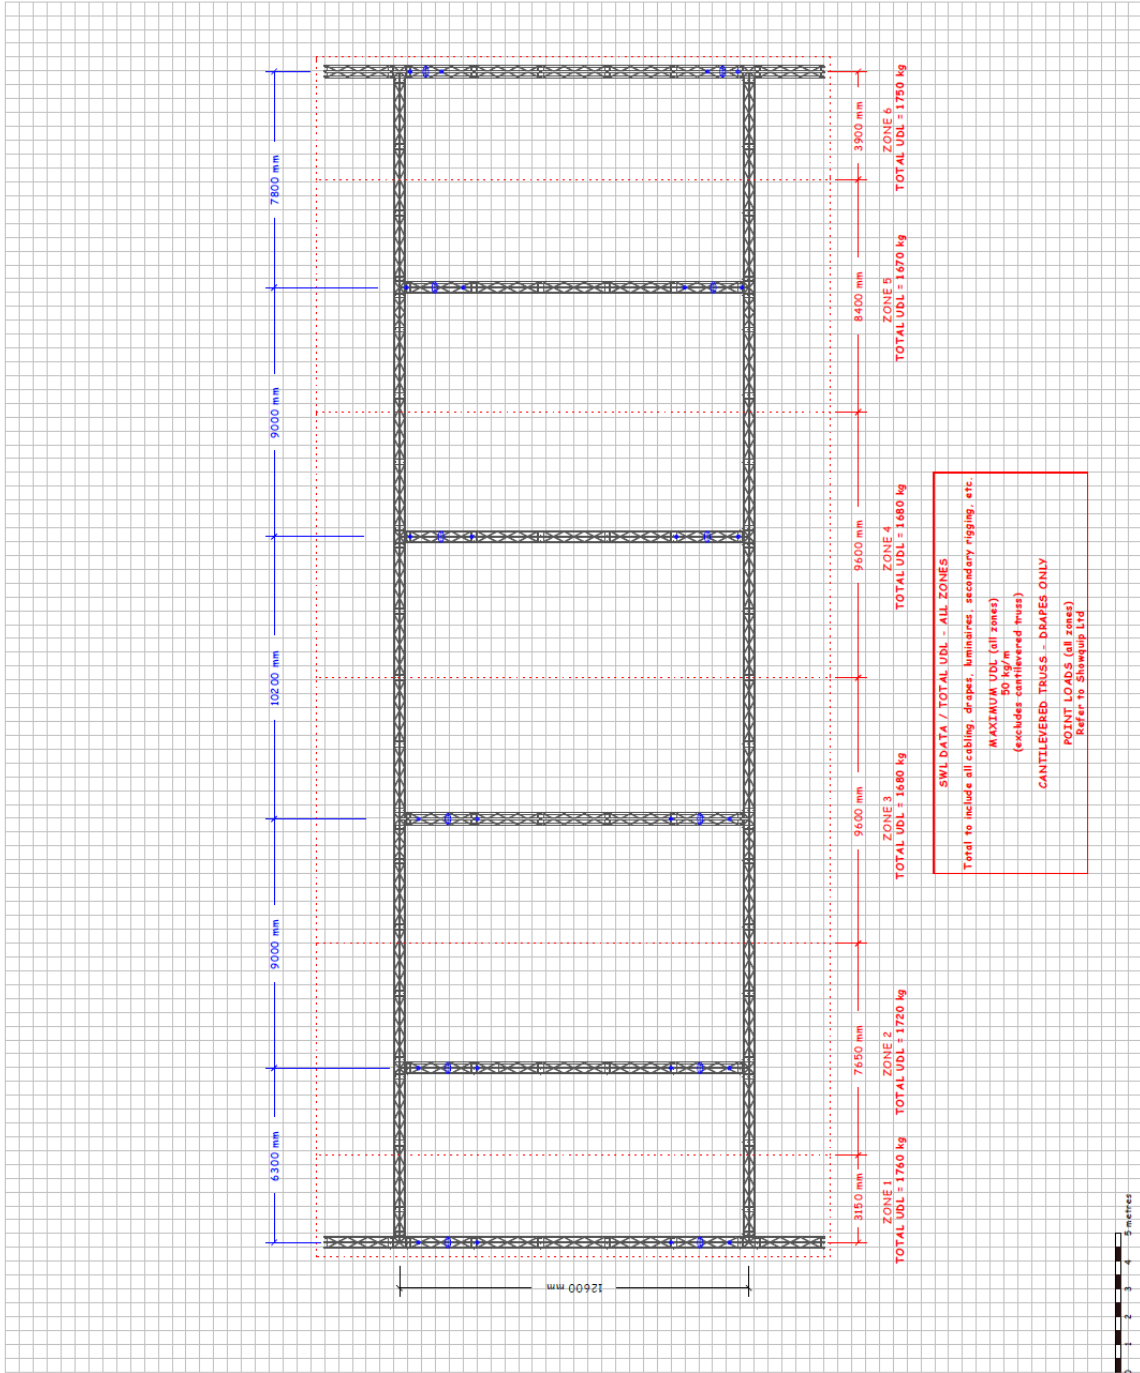 7800 mm
9000 mm
10200 mm
9000 mm
6300 mm
12600 mm
3900 mm
8400 mm
9600 mm
9600 mm
7650 mm
3150 mm
ZONE 6
TOTAL UDL = 1750 kg
ZONE 5
TOTAL UDL = 1670 kg
ZONE 4
TOTAL UDL = 1680 kg
ZONE 3
TOTAL UDL = 1680 kg
ZONE 2
TOTAL UDL = 1720 kg
ZONE 1
TOTAL UDL = 1760 kg
SWL DATA / TOTAL UDL - ALL ZONES
Total to include all cabling, drapes, luminaires, secondary rigging, etc.
MAXIMUM UDL (all zones)
50 kg/m
(excludes cantilevered truss)
CANTILEVERED TRUSS - DRAPES ONLY
POINT LOADS (all zones)
Refer to Showquip Ltd
0 1 2 3 4 5 metres